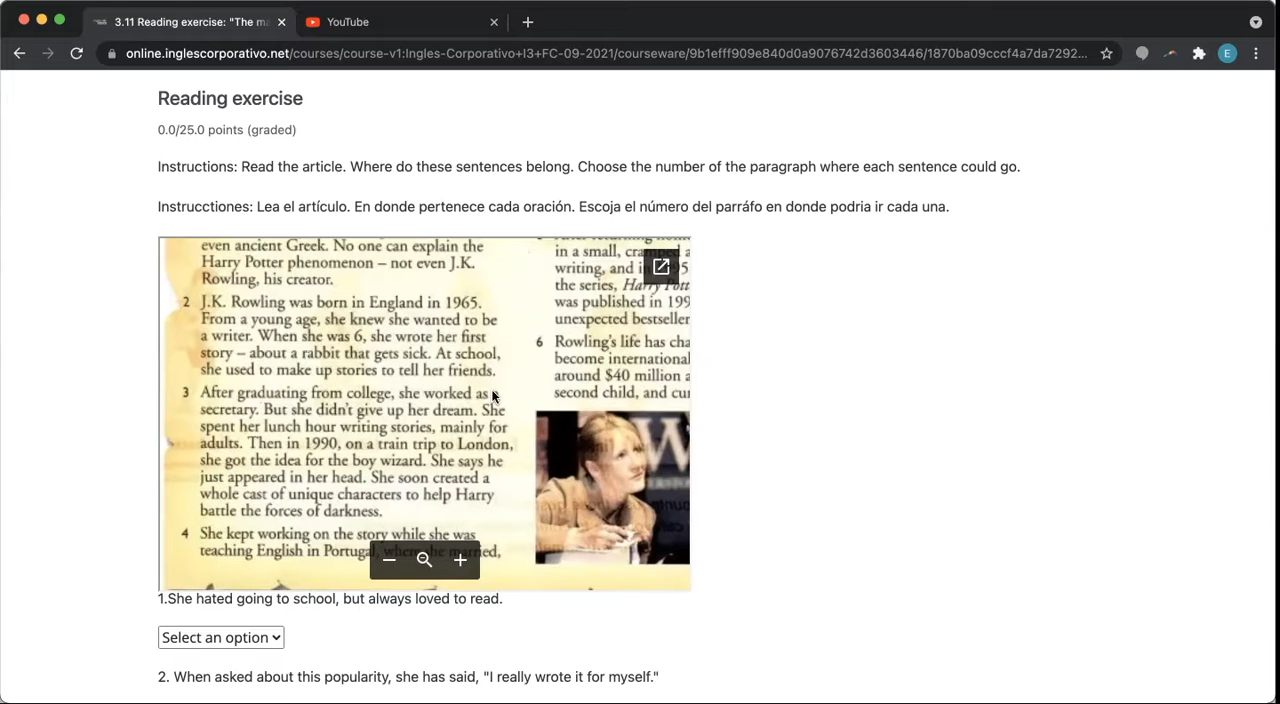 3.11 Reading exercise: "The m
YouTube
online.inglescorporativo.net/courses/course-v1:Ingles-Corporativo+I3+FC-09-2021/courseware/9b1efff909e840d0a9076742d3603446/1870ba09cccf4a7da7292...
E
Reading exercise
0.0/25.0 points (graded)
Instructions: Read the article. Where do these sentences belong. Choose the number of the paragraph where each sentence could go.
Instrucctiones: Lea el artículo. En donde pertenece cada oración. Escoja el número del parráfo en donde podria ir cada una.
even ancient Greek. No one can explain the
Harry Potter phenomenon – not even J.K.
Rowling, his creator.
2 J.K. Rowling was born in England in 1965.
From a young age, she knew she wanted to be
a writer. When she was 6, she wrote her first
story – about a rabbit that gets sick. At school,
she used to make up stories to tell her friends.
3 After graduating from college, she worked as
secretary. But she didn't give up her dream. She
spent her lunch hour writing stories, mainly for
adults. Then in 1990, on a train trip to London,
she got the idea for the boy wizard. She says he
just appeared in her head. She soon created a
whole cast of unique characters to help Harry
battle the forces of darkness.
4 She kept working on the story while she was
teaching English in Portugal,
in a small,
writing, and in
the series, Harry
was published in 199
unexpected bestseller
6 Rowling's life has cha
become international
around $40 million a
second child, and cu
W
1.She hated going to school, but always loved to read.
Select an option
2. When asked about this popularity, she has said, "I really wrote it for myself."